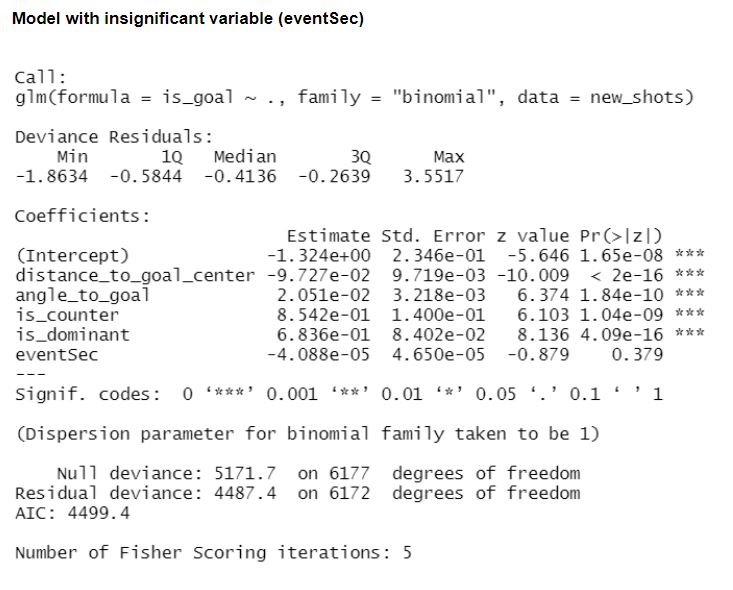 Model with insignificant variable (eventSec)
Call:
glm(formula = is_goal ~ ., family = "binomial", data = new_shots)
Deviance Residuals:
Min 1Q Median 3Q Max
-1.8634 -0.5844 -0.4136 -0.2639 3.5517
Coefficients:
Estimate Std. Error z value Pr(>|z|)
(Intercept) -1.324e+00 2.346e-01 -5.646 1.65e-08 ***
distance_to_goal_center -9.727e-02 9.719e-03 -10.009 < 2e-16 ***
angle_to_goal 2.051e-02 3.218e-03 6.374 1.84e-10 ***
is_counter 8.542e-01 1.400e-01 6.103 1.04e-09 ***
is_dominant 6.836e-01 8.402e-02 8.136 4.09e-16 ***
eventSec -4.088e-05 4.650e-05 -0.879 0.379
---
Signif. codes: 0 ‘***’ 0.001 ‘**’ 0.01 ‘*’ 0.05 ‘.’ 0.1 ‘ ’ 1
(Dispersion parameter for binomial family taken to be 1)
Null deviance: 5171.7 on 6177 degrees of freedom
Residual deviance: 4487.4 on 6172 degrees of freedom
AIC: 4499.4
Number of Fisher Scoring iterations: 5